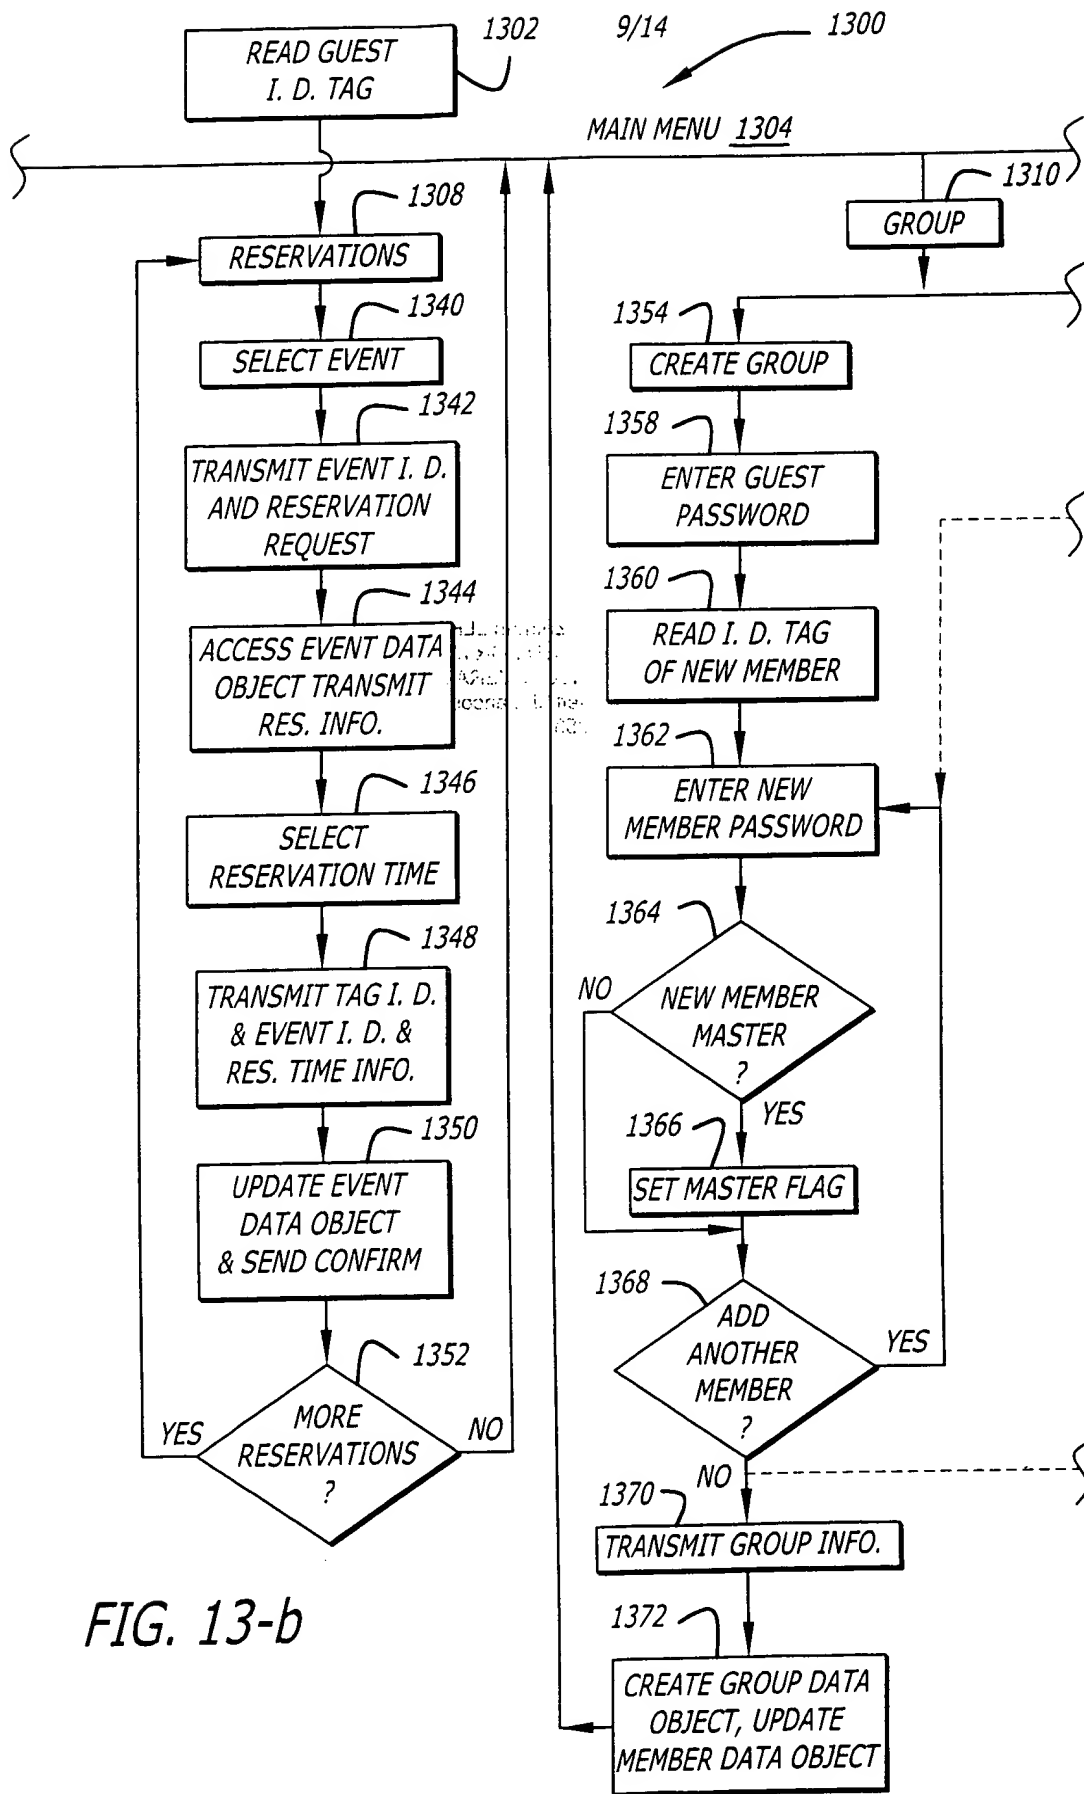 9/14
1300
READ GUEST
I. D. TAG
1302
MAIN MENU 1304
RESERVATIONS
1308
SELECT EVENT
1340
TRANSMIT EVENT I. D.
AND RESERVATION
REQUEST
1342
ACCESS EVENT DATA
OBJECT TRANSMIT
RES. INFO.
1344
SELECT
RESERVATION TIME
1346
TRANSMIT TAG I. D.
& EVENT I. D. &
RES. TIME INFO.
1348
UPDATE EVENT
DATA OBJECT
& SEND CONFIRM
1350
MORE
RESERVATIONS
?
1352
YES
NO
GROUP
1310
CREATE GROUP
1354
ENTER GUEST
PASSWORD
1358
READ I. D. TAG
OF NEW MEMBER
1360
ENTER NEW
MEMBER PASSWORD
1362
NEW MEMBER
MASTER
?
1364
NO
YES
SET MASTER FLAG
1366
ADD
ANOTHER
MEMBER
?
1368
YES
NO
TRANSMIT GROUP INFO.
1370
CREATE GROUP DATA
OBJECT, UPDATE
MEMBER DATA OBJECT
1372
FIG. 13-b